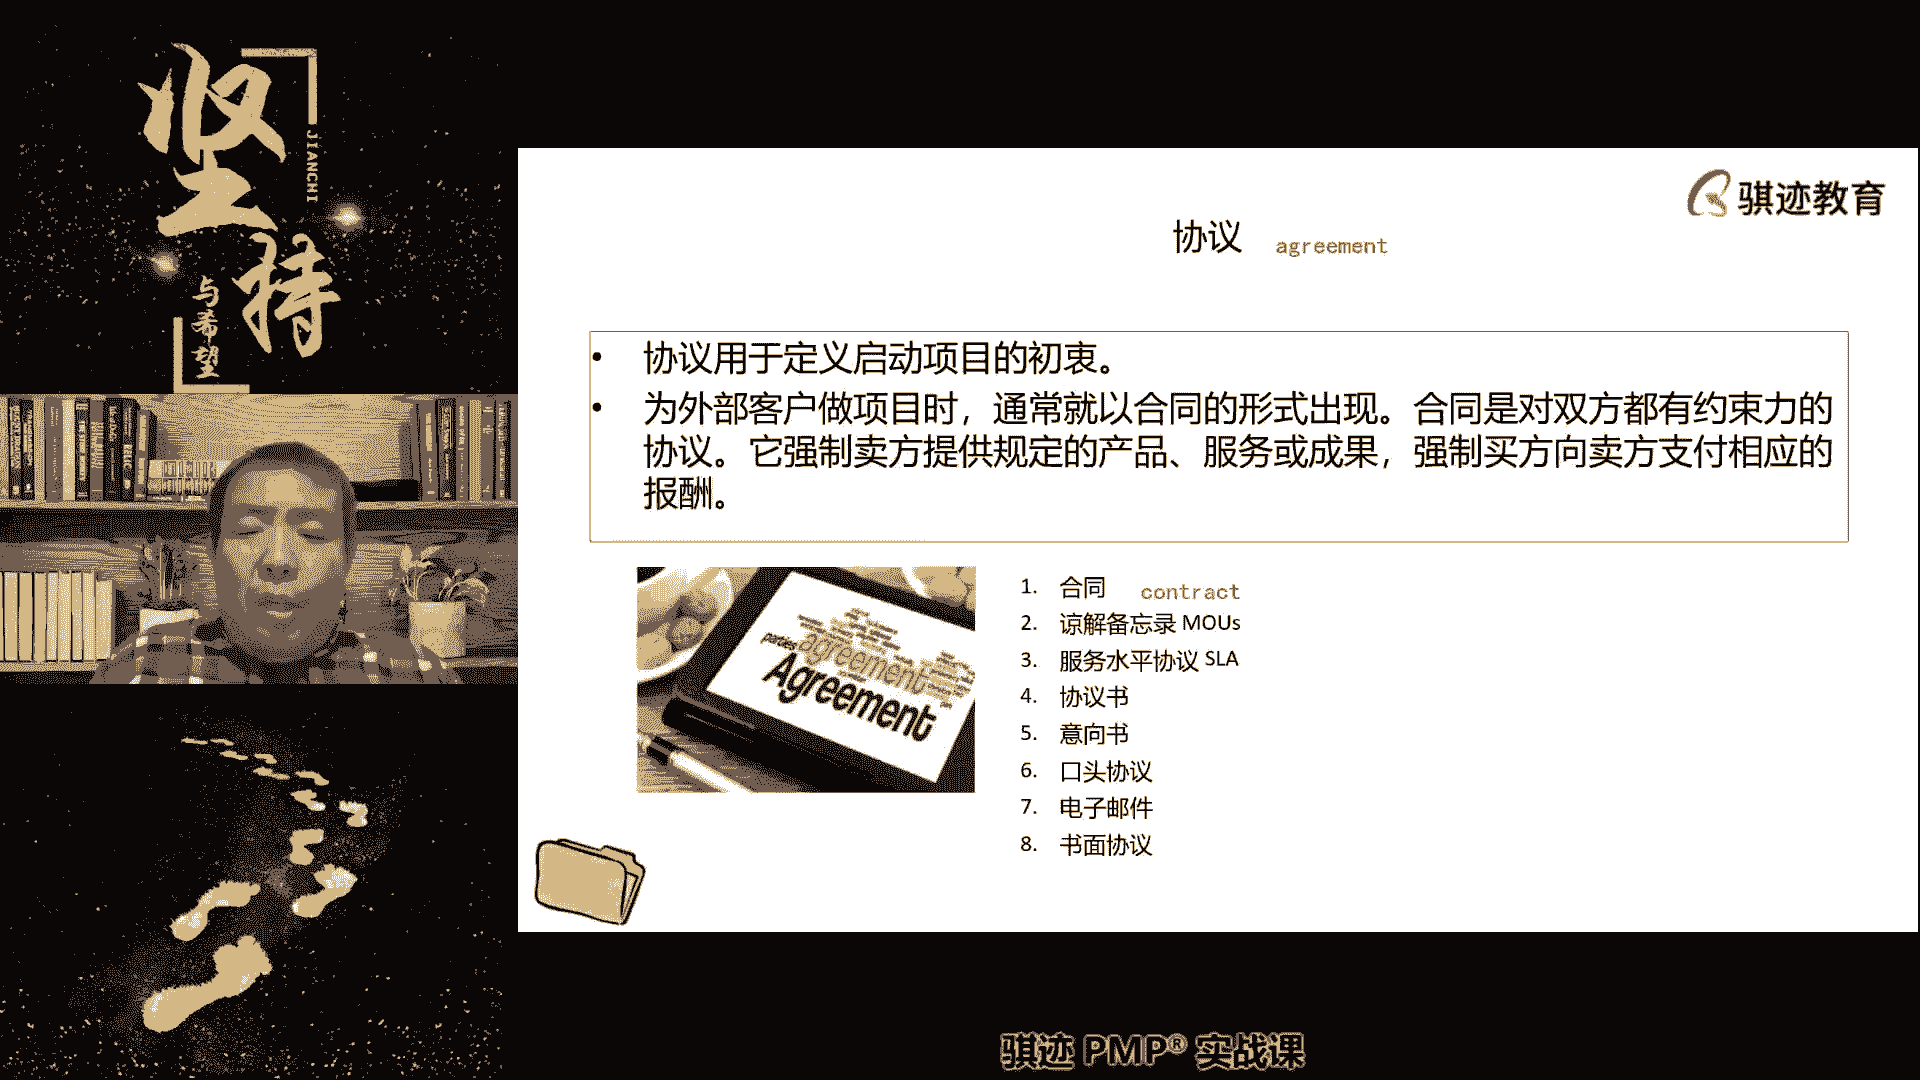 坚持
JIANCHI
与希望
骐迹教育
协议 agreement
• 协议用于定义启动项目的初衷。
• 为外部客户做项目时，通常就以合同的形式出现。合同是对双方都有约束力的
协议。它强制卖方提供规定的产品、服务或成果，强制买方向卖方支付相应的
报酬。
parties
agreement
Agreement
1. 合同 contract
2. 谅解备忘录 MOUs
3. 服务水平协议 SLA
4. 协议书
5. 意向书
6. 口头协议
7. 电子邮件
8. 书面协议
骐迹 PMP® 实战课